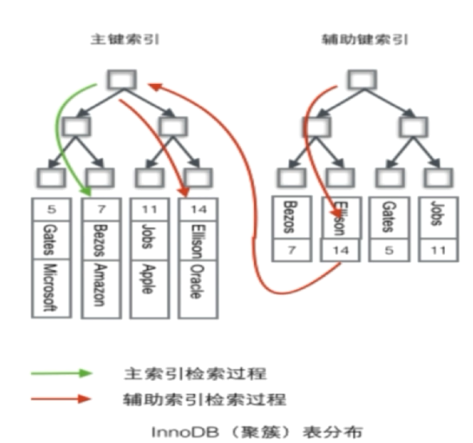 主键索引
辅助键索引
5
Gates
Microsoft
7
Bezos
Amazon
11
Jobs
Apple
14
Ellison
Oracle
Bezos
7
Ellison
14
Gates
5
Jobs
11
主索引检索过程
辅助索引检索过程
InnoDB（聚簇）表分布